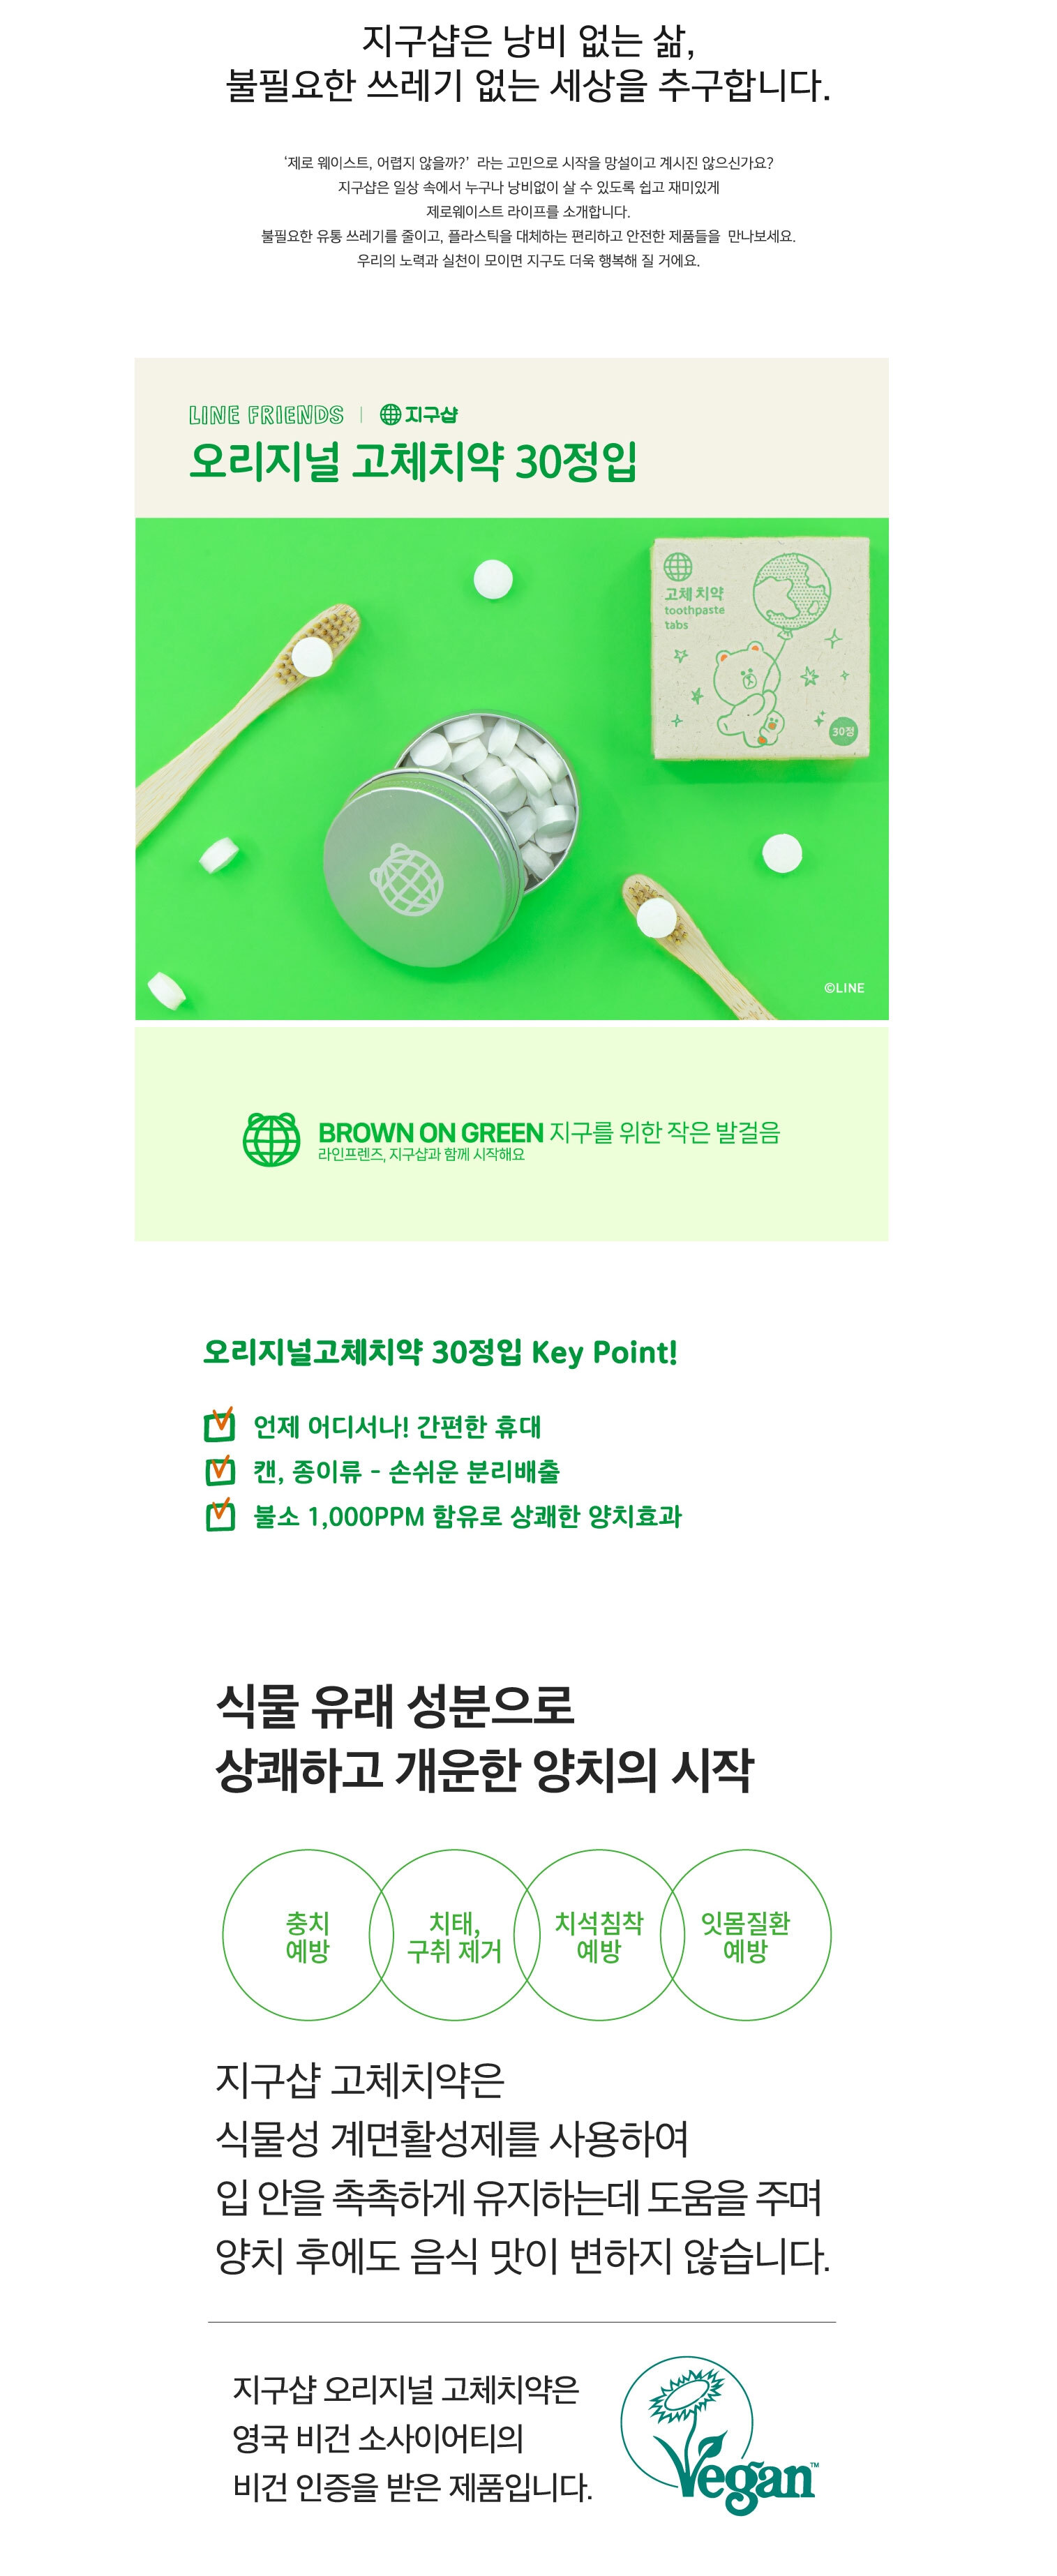 지구샵은 낭비 없는 삶,
불필요한 쓰레기 없는 세상을 추구합니다.
‘제로 웨이스트, 어렵지 않을까?’ 라는 고민으로 시작을 망설이고 계시진 않으신가요?
지구샵은 일상 속에서 누구나 낭비없이 살 수 있도록 쉽고 재미있게
제로웨이스트 라이프를 소개합니다.
불필요한 유통 쓰레기를 줄이고, 플라스틱을 대체하는 편리하고 안전한 제품들을 만나보세요.
우리의 노력과 실천이 모이면 지구도 더욱 행복해 질 거에요.
LINE FRIENDS | 지구샵
오리지널 고체치약 30정입
고체 치약
toothpaste
tabs
30정
©LINE
BROWN ON GREEN 지구를 위한 작은 발걸음
라인프렌즈, 지구샵과 함께 시작해요
오리지널고체치약 30정입 Key Point!
언제 어디서나! 간편한 휴대
캔, 종이류 - 손쉬운 분리배출
불소 1,000PPM 함유로 상쾌한 양치효과
식물 유래 성분으로
상쾌하고 개운한 양치의 시작
충치
예방
치태,
구취 제거
치석침착
예방
잇몸질환
예방
지구샵 고체치약은
식물성 계면활성제를 사용하여
입 안을 촉촉하게 유지하는데 도움을 주며
양치 후에도 음식 맛이 변하지 않습니다.
지구샵 오리지널 고체치약은
영국 비건 소사이어티의
비건 인증을 받은 제품입니다.
Vegan™